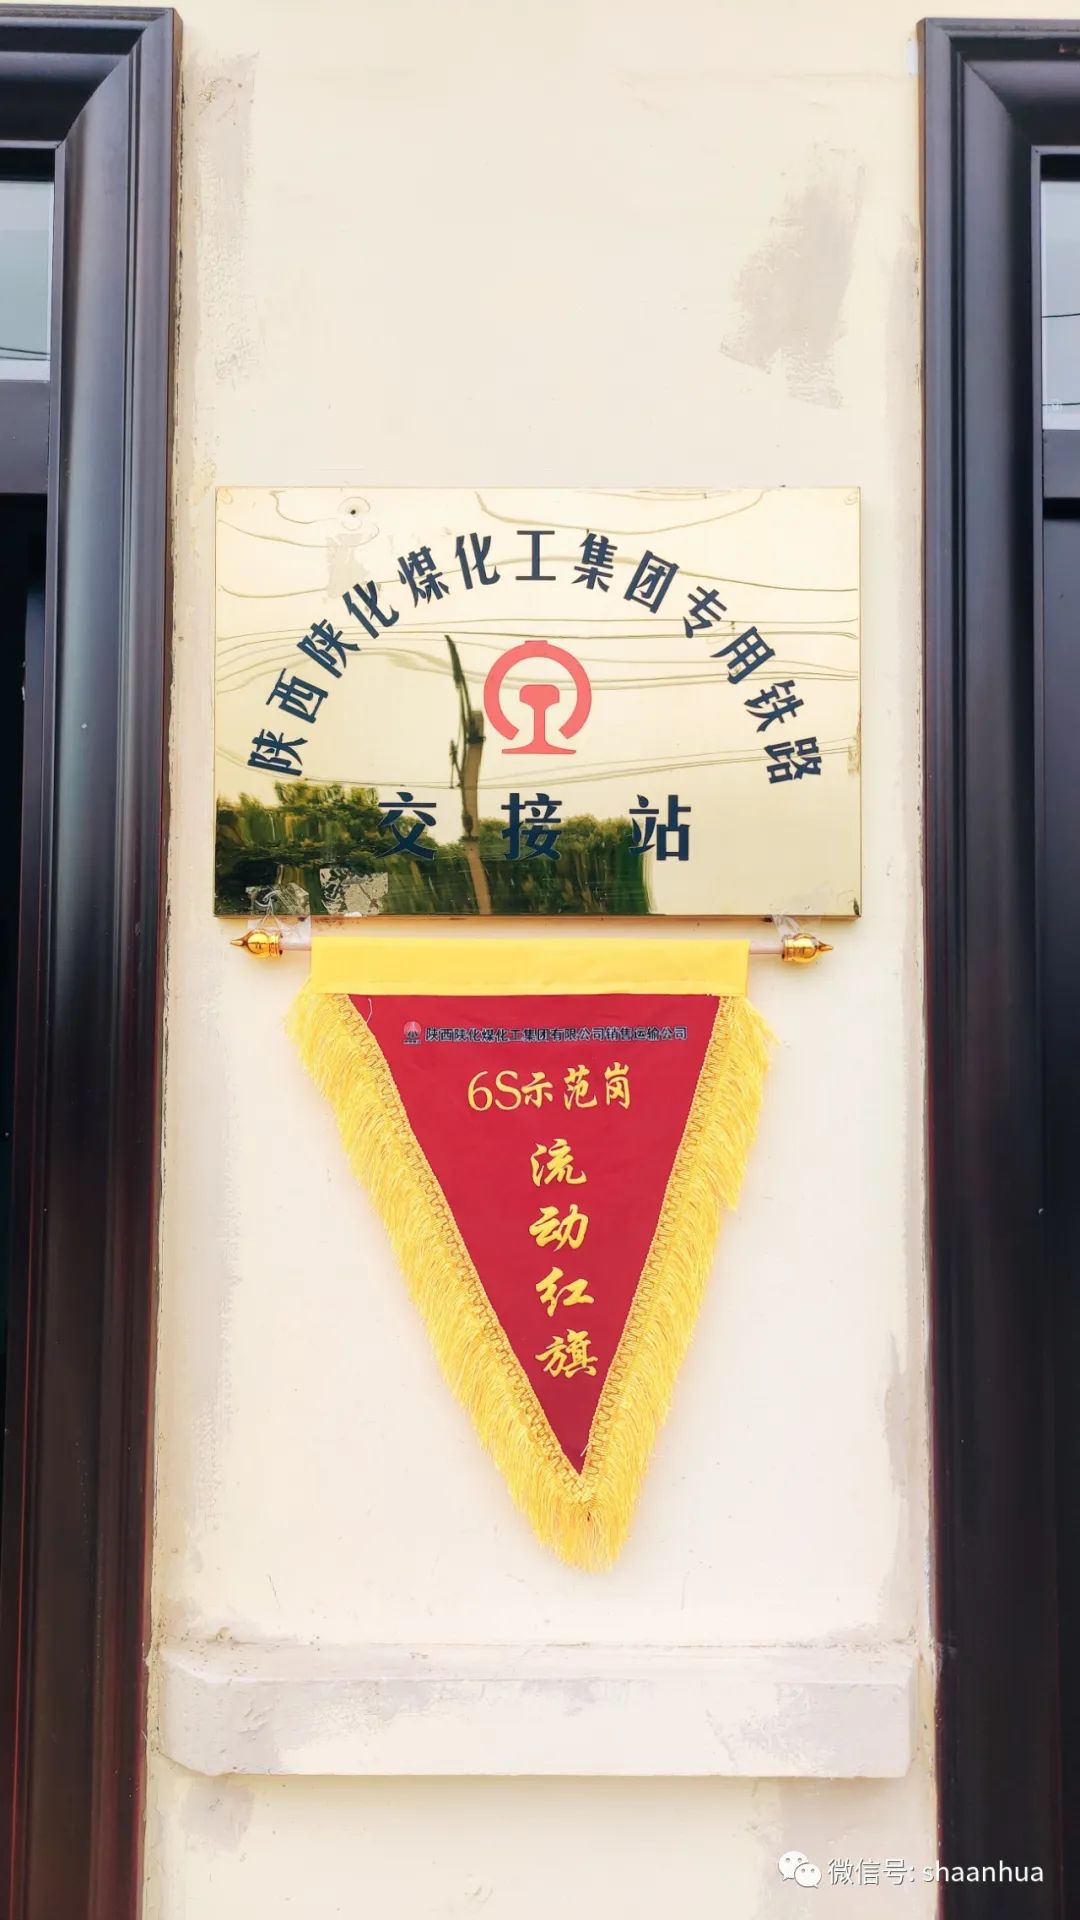 陕西陕化煤化工集团专用铁路
交接站
陕西陕化煤化工集团有限公司销售运输公司
6S示范岗
流动红旗
微信号: shaanhua